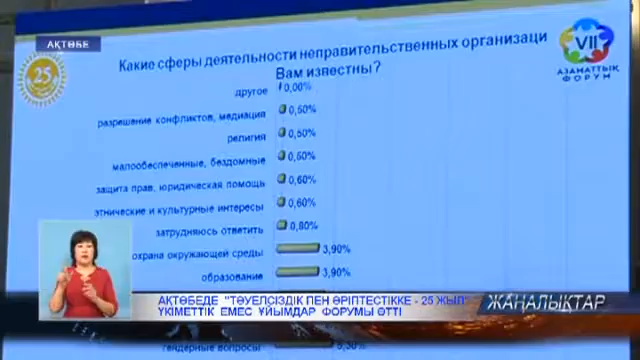 АҚТӨБЕ
25
Какие сферы деятельности неправительственных организаци
Вам известны?
VII
АЗАМАТТЫҚ
ФОРУМ
другое 0,00%
разрешение конфликтов, медиация 0,50%
религия 0,50%
малообеспеченные, бездомные 0,60%
защита прав, юридическая помощь 0,60%
этнические и культурные интересы 0,60%
затрудняюсь ответить 0,80%
охрана окружающей среды 3,90%
образование 3,90%
АҚТӨБЕДЕ "ТӘУЕЛСІЗДІК ПЕН ӘРІПТЕСТІККЕ - 25 ЖЫЛ"
ҮКІМЕТТІК ЕМЕС ҰЙЫМДАР ФОРУМЫ ӨТТІ
ЖАҢАЛЫҚТАР
гендерные вопросы